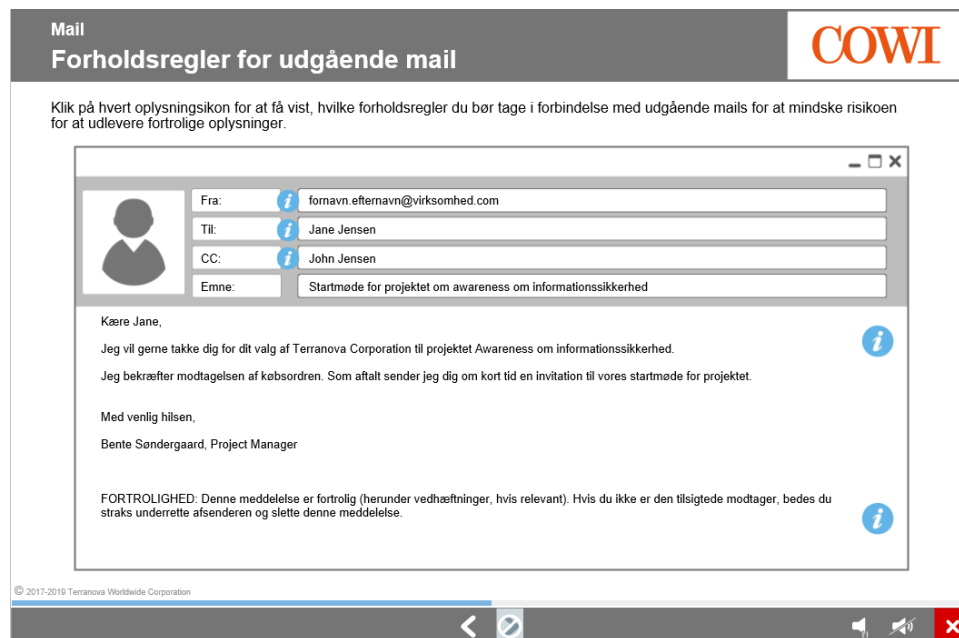 Mail
Forholdsregler for udgående mail
COWI
Klik på hvert oplysningsikon for at få vist, hvilke forholdsregler du bør tage i forbindelse med udgående mails for at mindske risikoen
for at udlevere fortrolige oplysninger.
Fra: i fornavn.efternavn@virksomhed.com
Til: i Jane Jensen
CC: i John Jensen
Emne: Startmøde for projektet om awareness om informationssikkerhed
Kære Jane,
i
Jeg vil gerne takke dig for dit valg af Terranova Corporation til projektet Awareness om informationssikkerhed.
Jeg bekræfter modtagelsen af købsordren. Som aftalt sender jeg dig om kort tid en invitation til vores startmøde for projektet.
Med venlig hilsen,
Bente Søndergaard, Project Manager
FORTROLIGHED: Denne meddelelse er fortrolig (herunder vedhæftninger, hvis relevant). Hvis du ikke er den tilsigtede modtager, bedes du
straks underrette afsenderen og slette denne meddelelse.
i
© 2017-2019 Terranova Worldwide Corporation